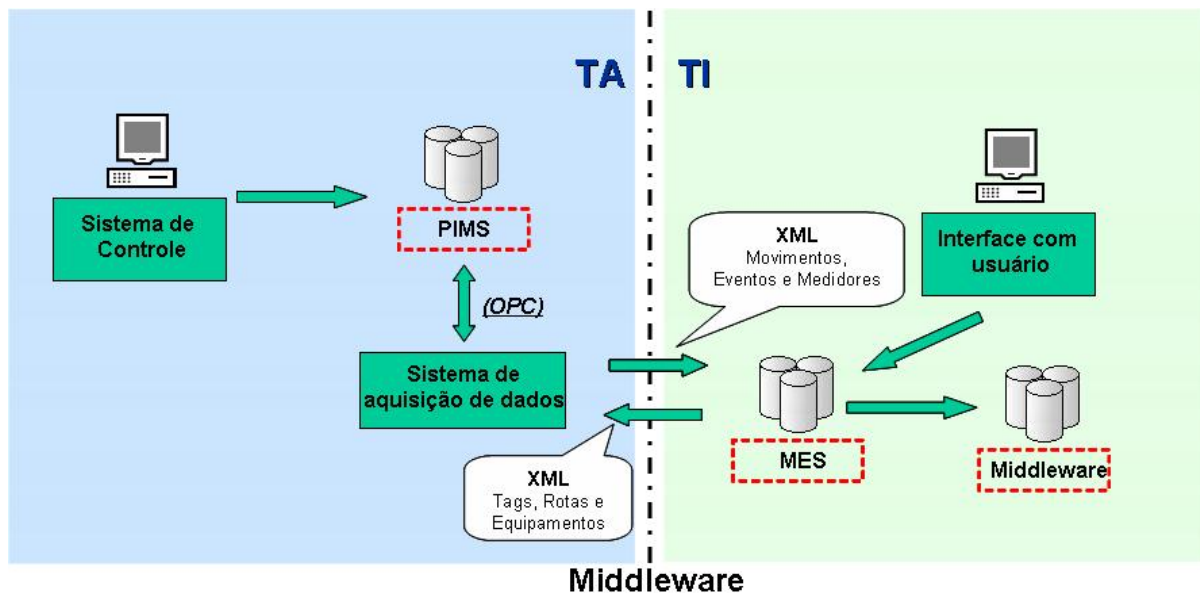 TA
TI
Sistema de
Controle
PIMS
(OPC)
Sistema de
aquisição de dados
XML
Tags, Rotas e
Equipamentos
XML
Movimentos,
Eventos e Medidores
Interface com
usuário
MES
Middleware
Middleware